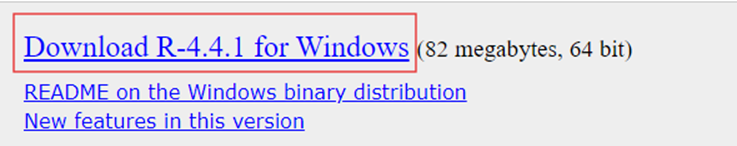 Download R-4.4.1 for Windows (82 megabytes, 64 bit)
README on the Windows binary distribution
New features in this version